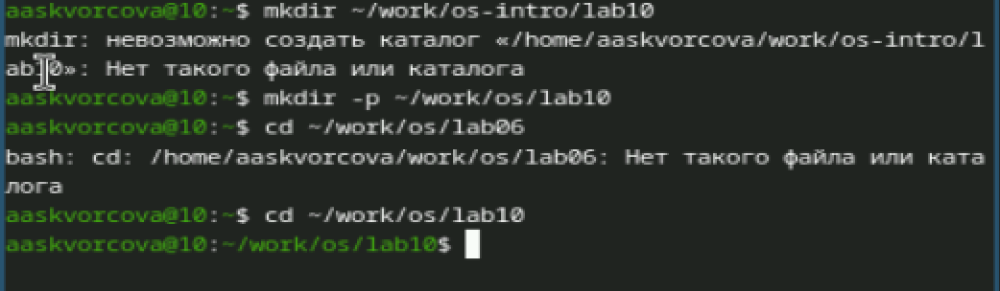 aaskvorcova@10:~$ mkdir ~/work/os-intro/lab10
mkdir: невозможно создать каталог «/home/aaskvorcova/work/os-intro/l
ab10»: Нет такого файла или каталога
aaskvorcova@10:~$ mkdir -p ~/work/os/lab10
aaskvorcova@10:~$ cd ~/work/os/lab06
bash: cd: /home/aaskvorcova/work/os/lab06: Нет такого файла или ката
лога
aaskvorcova@10:~$ cd ~/work/os/lab10
aaskvorcova@10:~/work/os/lab10$